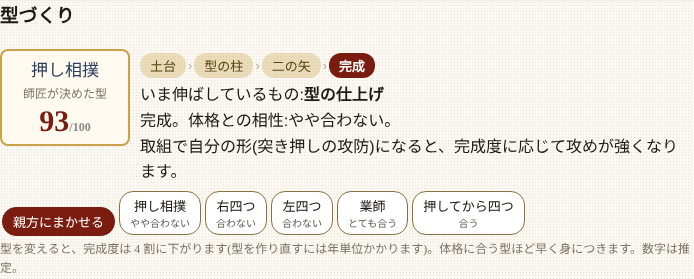 型づくり
押し相撲
師匠が決めた型
93/100
土台 › 型の柱 › 二の矢 › 完成
いま伸ばしているもの:型の仕上げ
完成。体格との相性:やや合わない。
取組で自分の形(突き押しの攻防)になると、完成度に応じて攻めが強くなり
ます。
親方にまかせる
押し相撲
やや合わない
右四つ
合わない
左四つ
合わない
業師
とても合う
押してから四つ
合う
型を変えると、完成度は 4 割に下がります(型を作り直すには年単位かかります)。体格に合う型ほど早く身につきます。数字は推
定。